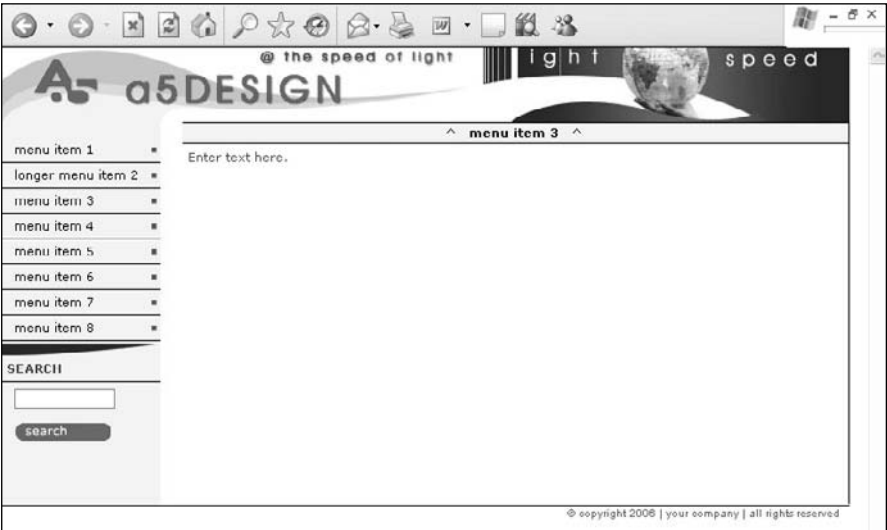 @ the speed of light
light speed
a5DESIGN
^ menu item 3 ^
Enter text here.
menu item 1
longer menu item 2
menu item 3
menu item 4
menu item 5
menu item 6
menu item 7
menu item 8
SEARCH
search
© copyright 2006 | your company | all rights reserved